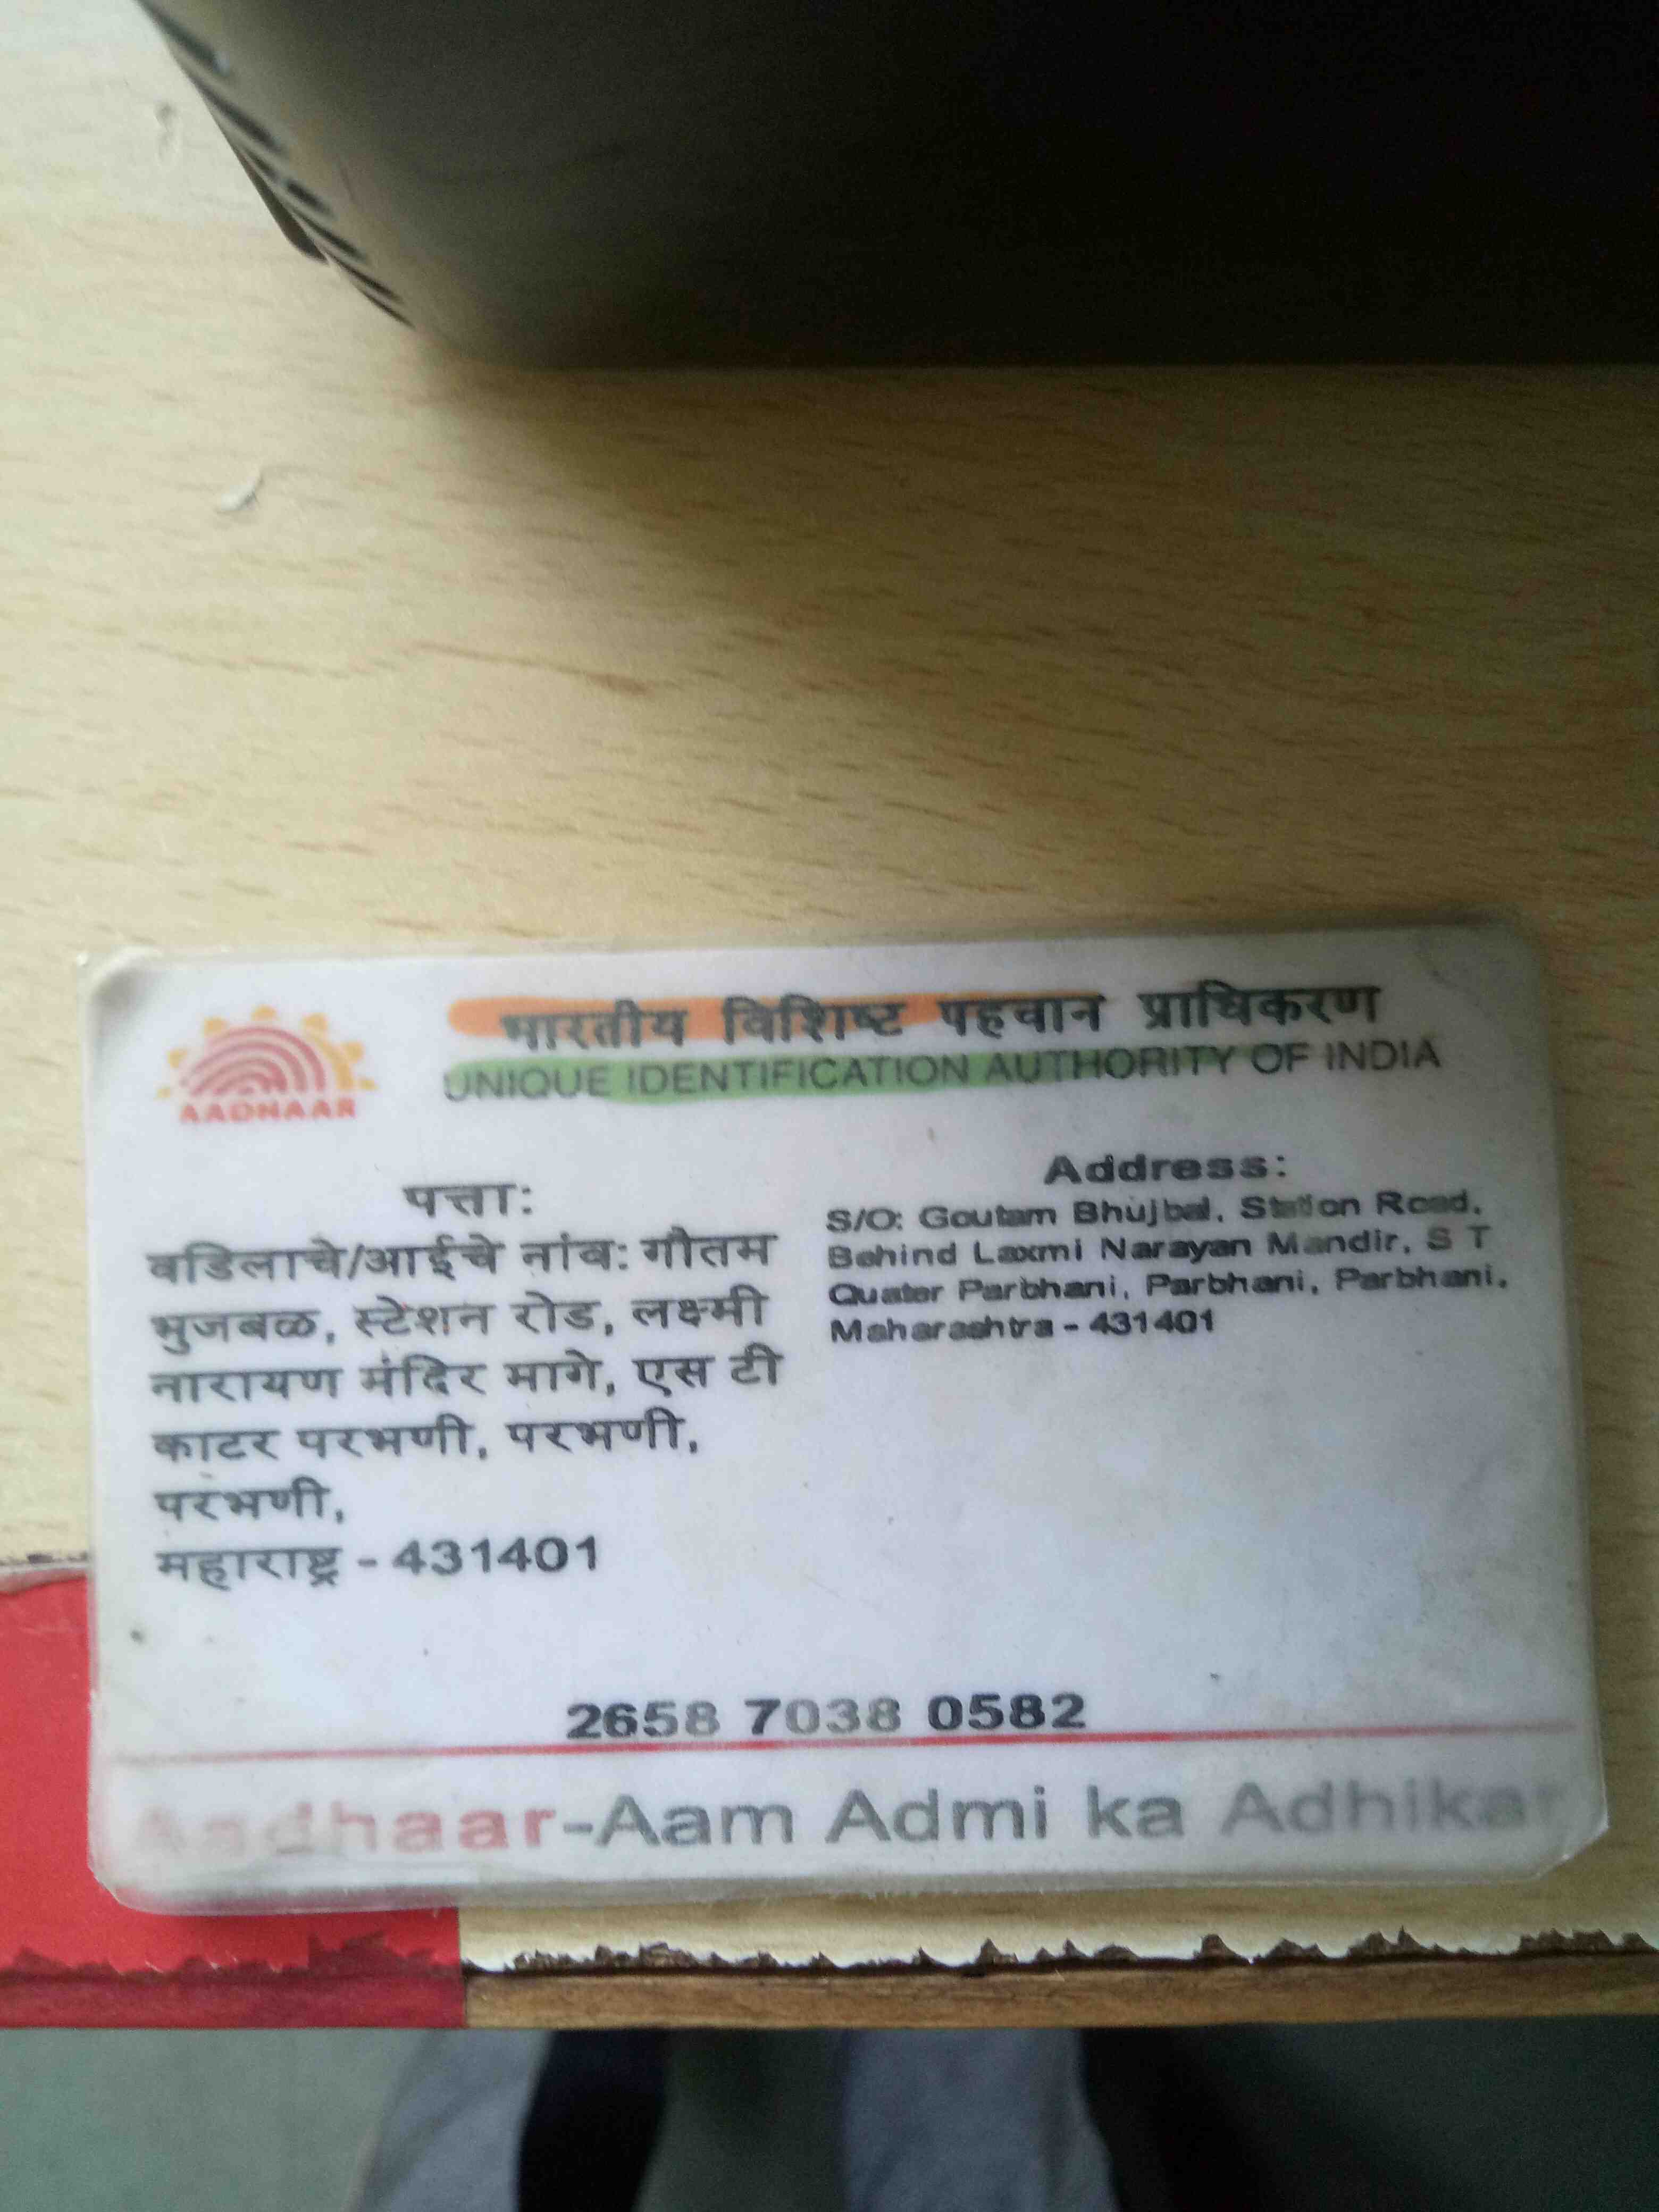 भारतीय विशिष्ट पहचान प्राधिकरण
UNIQUE IDENTIFICATION AUTHORITY OF INDIA
AADHAAR
पत्ता:
वडिलाचे/आईचे नांव: गौतम
भुजबळ, स्टेशन रोड, लक्ष्मी
नारायण मंदिर मागे, एस टी
काटर परभणी, परभणी,
परभणी,
महाराष्ट्र - 431401
Address:
S/O: Goutam Bhujbal, Station Road,
Behind Laxmi Narayan Mandir, S T
Quater Parbhani, Parbhani, Parbhani,
Maharashtra - 431401
2658 7038 0582
Aadhaar-Aam Admi ka Adhikar